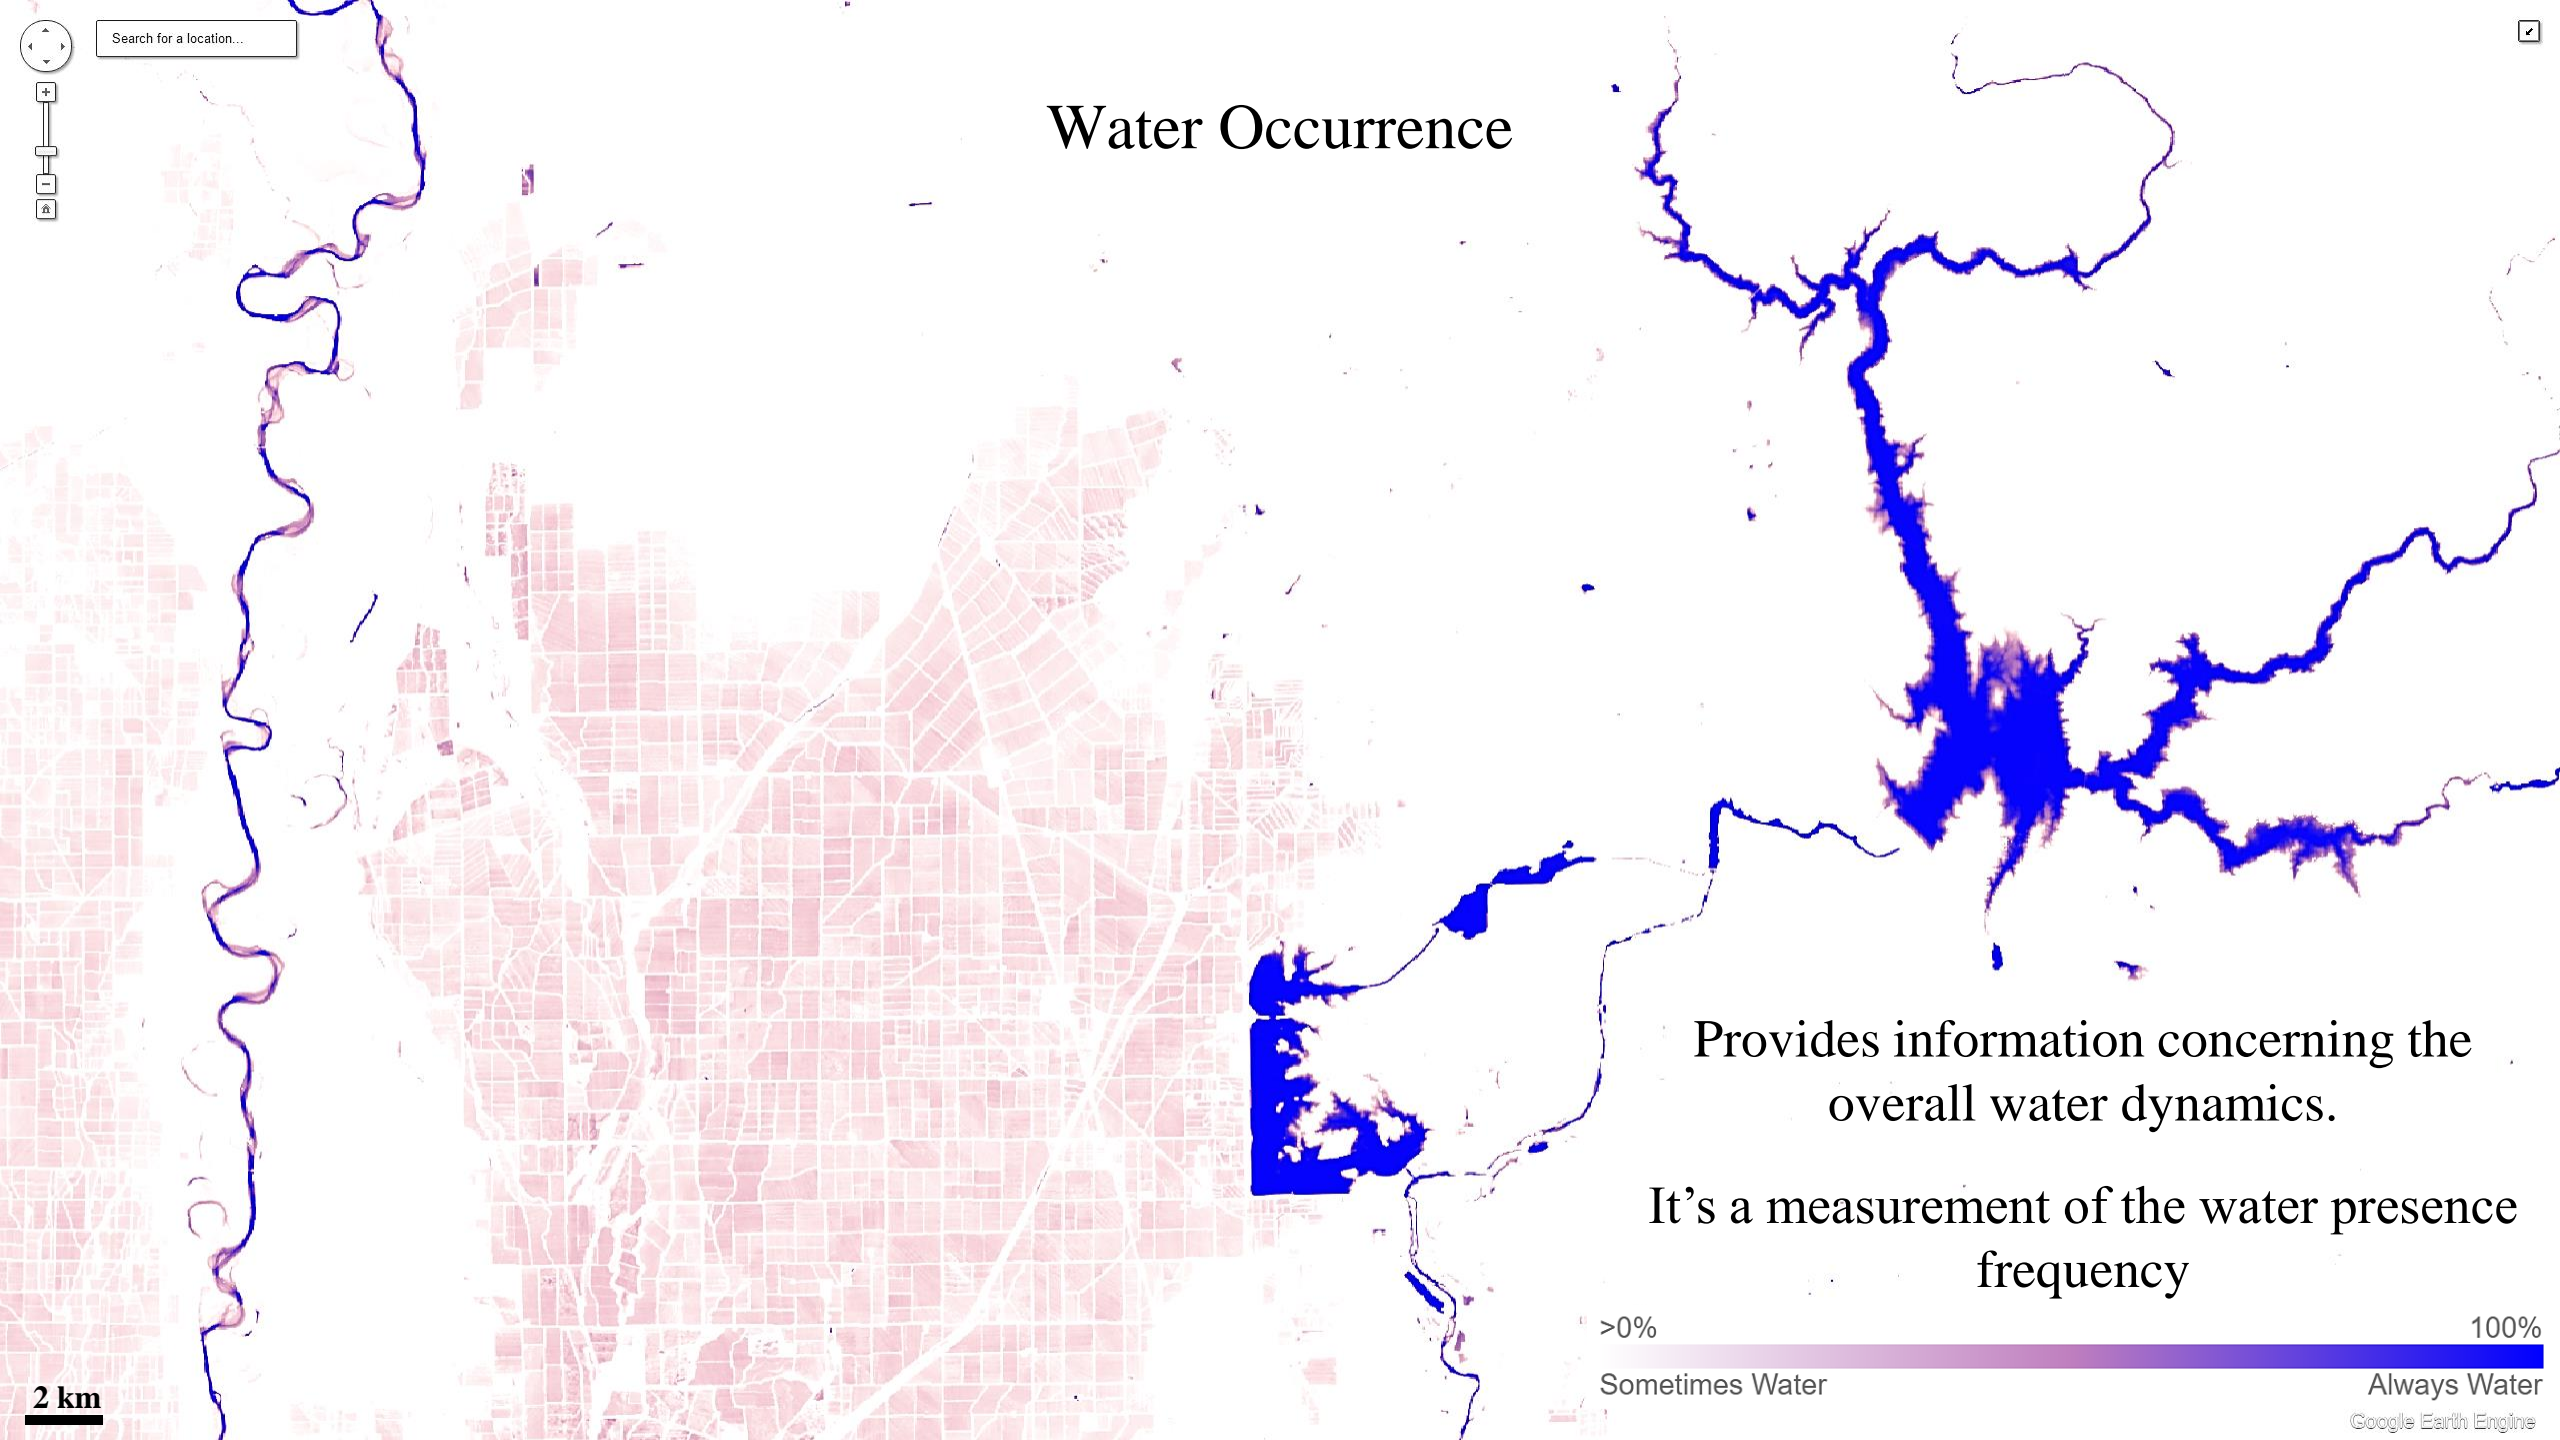 Search for a location...
Water Occurrence
Provides information concerning the
overall water dynamics.
It’s a measurement of the water presence
frequency
>0%
100%
Sometimes Water
Always Water
2 km
Google Earth Engine